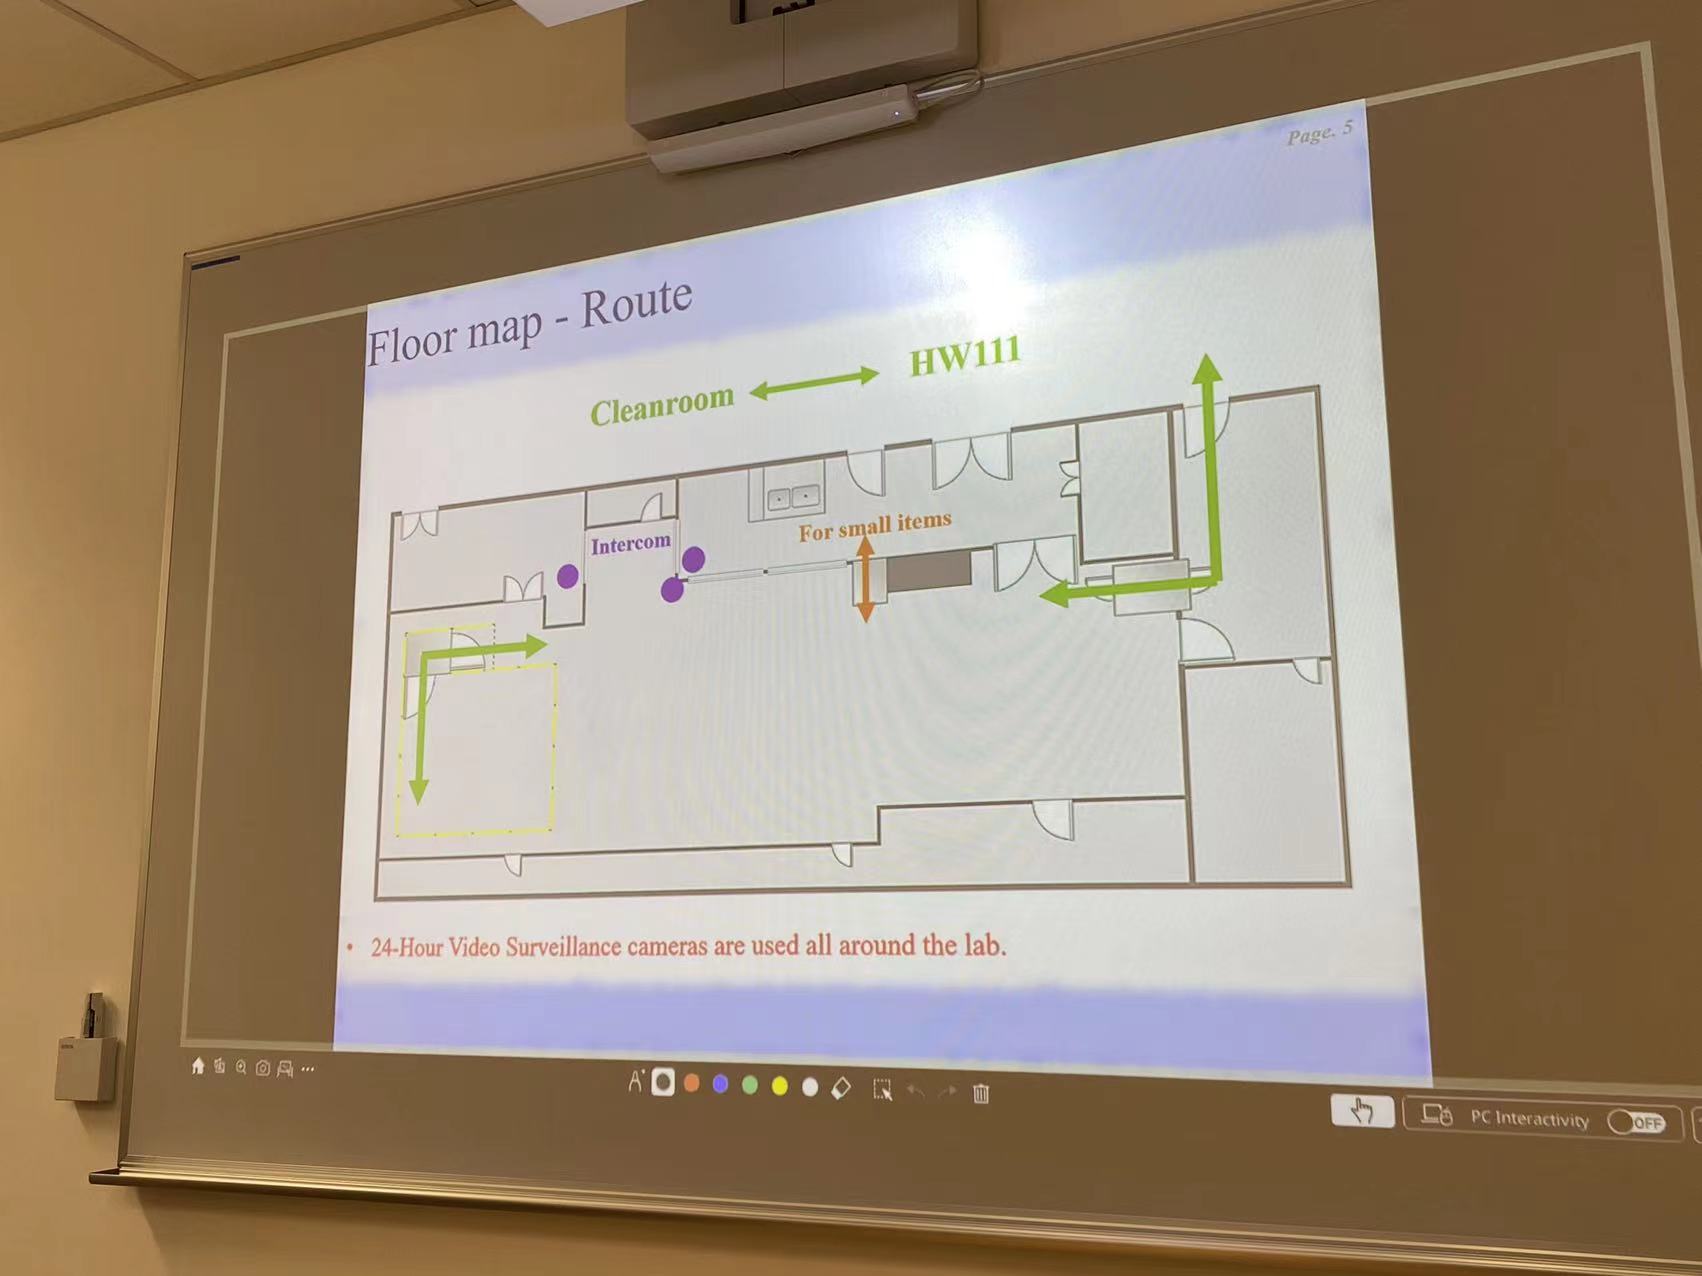 Page. 5
Floor map - Route
Cleanroom
HW111
Intercom
For small items
• 24-Hour Video Surveillance cameras are used all around the lab.
PC Interactivity
OFF